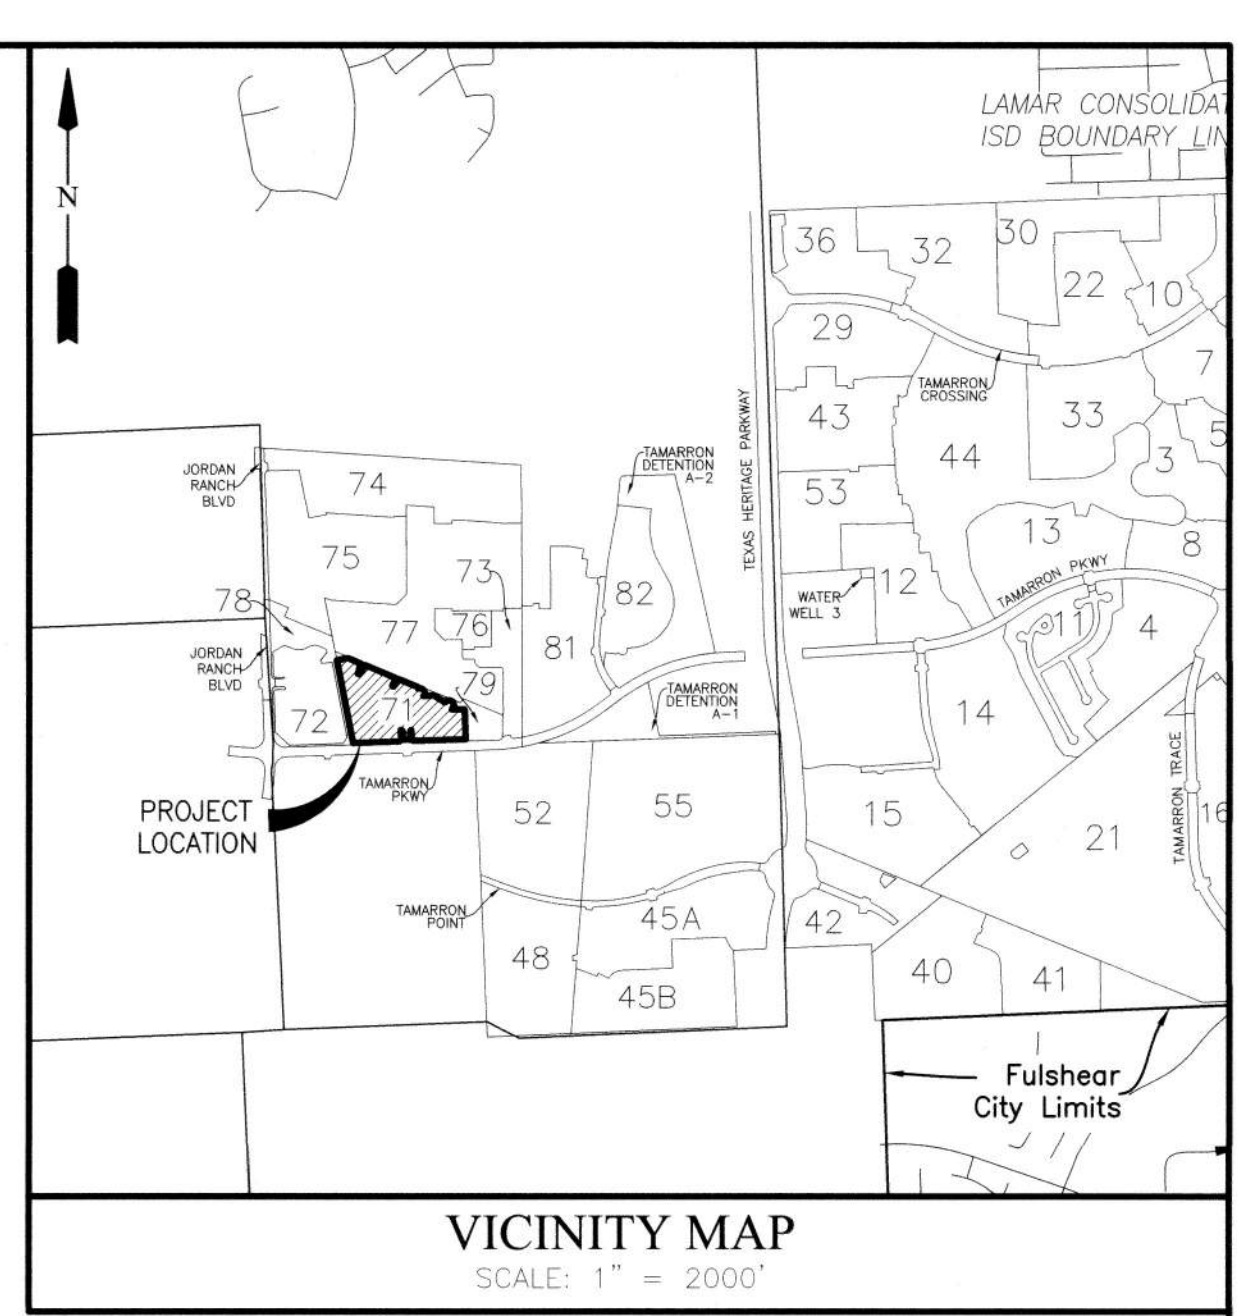 LAMAR CONSOLIDAT
ISD BOUNDARY LIN
N
36
32
30
22
10
29
7
TAMARRON
CROSSING
43
33
5
44
3
TEXAS HERITAGE PARKWAY
JORDAN
RANCH
BLVD
74
TAMARRON
DETENTION
A-2
53
13
8
75
73
82
WATER
WELL 3
12
TAMARRON PKWY
78
77
76
81
11
4
JORDAN
RANCH
BLVD
79
71
72
TAMARRON
DETENTION
A-1
14
TAMARRON TRACE
PROJECT
LOCATION
TAMARRON
PKWY
52
55
15
21
16
TAMARRON
POINT
45A
42
48
45B
40
41
Fulshear
City Limits
VICINITY MAP
SCALE: 1" = 2000'